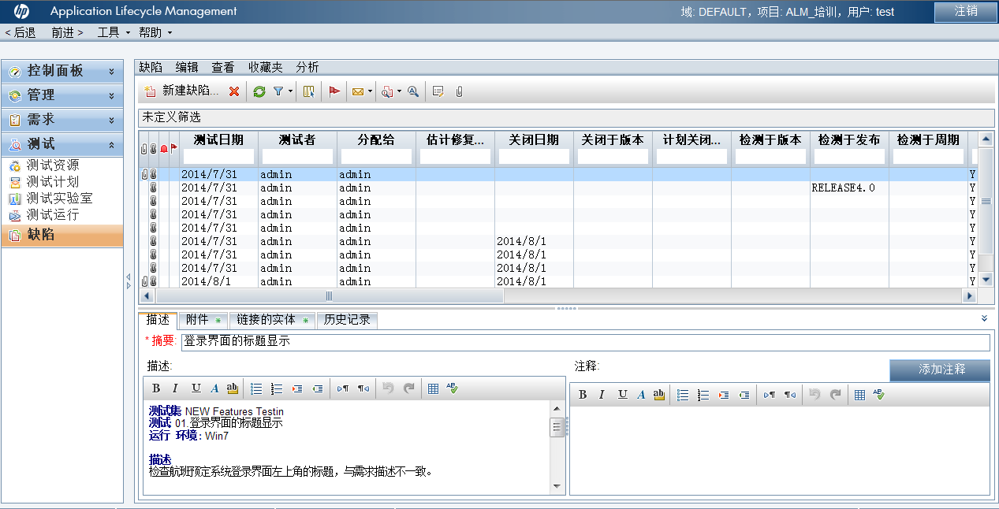 hp Application Lifecycle Management 域: DEFAULT，项目: ALM_培训，用户: test 注销
< 后退 前进 > 工具 帮助
控制面板
管理
需求
测试
测试资源
测试计划
测试实验室
测试运行
缺陷
缺陷 编辑 查看 收藏夹 分析
新建缺陷...
未定义筛选
测试日期 测试者 分配给 估计修复... 关闭日期 关闭于版本 计划关闭... 检测于版本 检测于发布 检测于周期
2014/7/31 admin admin Y
2014/7/31 admin admin RELEASE4.0 Y
2014/7/31 admin admin Y
2014/7/31 admin admin Y
2014/7/31 admin admin Y
2014/7/31 admin admin 2014/8/1 Y
2014/7/31 admin admin 2014/8/1 Y
2014/7/31 admin admin 2014/8/1 Y
2014/8/1 admin admin 2014/8/1 Y
描述 附件 * 链接的实体 * 历史记录
* 摘要: 登录界面的标题显示
描述:
B I U A ab
测试集 NEW Features Testin
测试 01.登录界面的标题显示
运行 环境: Win7
描述
检查航班预定系统登录界面左上角的标题，与需求描述不一致。
注释: 添加注释
B I U A ab